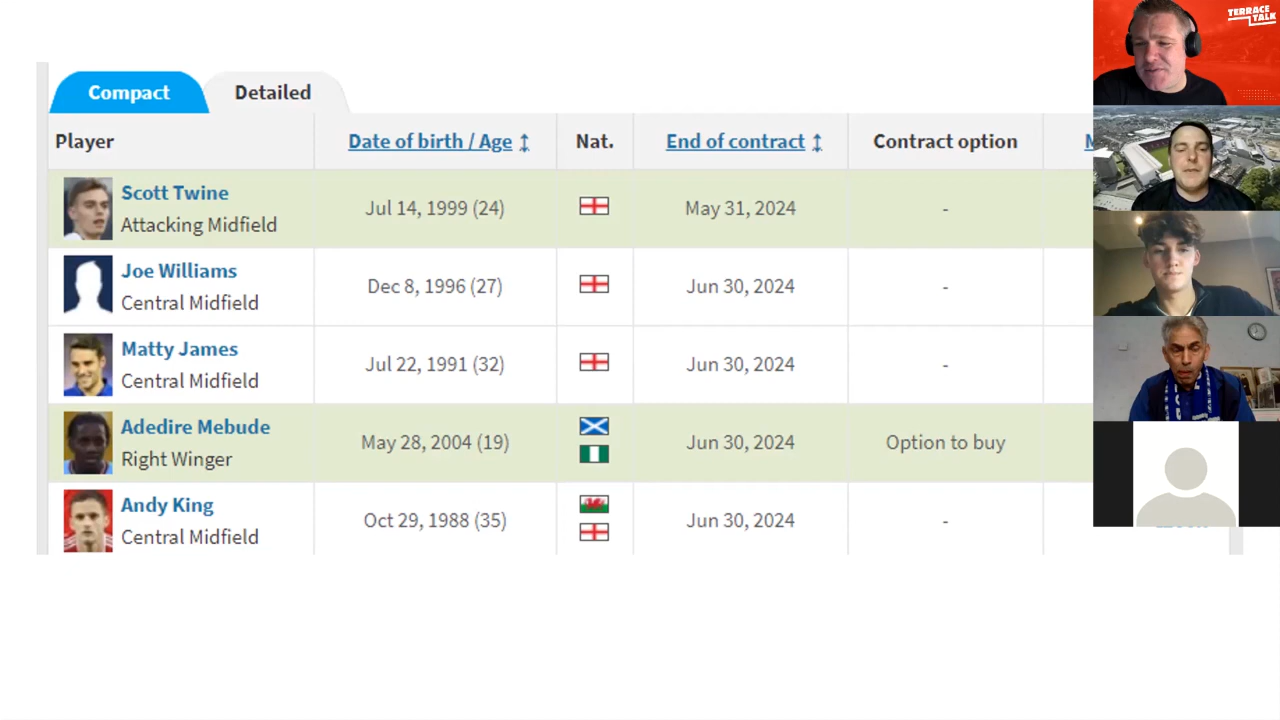 TERRACE
TALK
Compact
Detailed
Player
Date of birth / Age
Nat.
End of contract
Contract option
Scott Twine
Attacking Midfield
Jul 14, 1999 (24)
May 31, 2024
-
Joe Williams
Central Midfield
Dec 8, 1996 (27)
Jun 30, 2024
-
Matty James
Central Midfield
Jul 22, 1991 (32)
Jun 30, 2024
-
Adedire Mebude
Right Winger
May 28, 2004 (19)
Jun 30, 2024
Option to buy
Andy King
Central Midfield
Oct 29, 1988 (35)
Jun 30, 2024
-